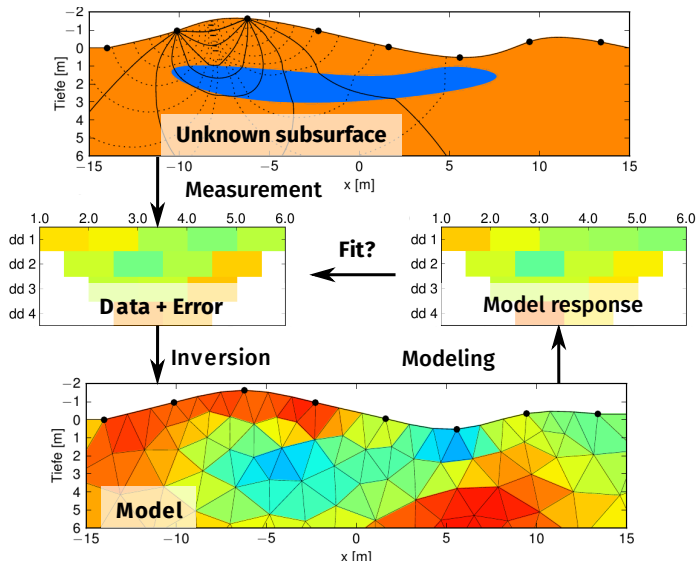 −2
−1
0
1
2
3
4
5
6
Tiefe [m]
Unknown subsurface
−15 −10 −5 0 5 10 15
x [m]
Measurement
1.0 2.0 3.0 4.0 5.0 6.0
dd 1
dd 2
dd 3
dd 4
Data + Error
Fit?
1.0 2.0 3.0 4.0 5.0 6.0
dd 1
dd 2
dd 3
dd 4
Model response
Inversion
Modeling
−2
−1
0
1
2
3
4
5
6
Tiefe [m]
Model
−15 −10 −5 0 5 10 15
x [m]